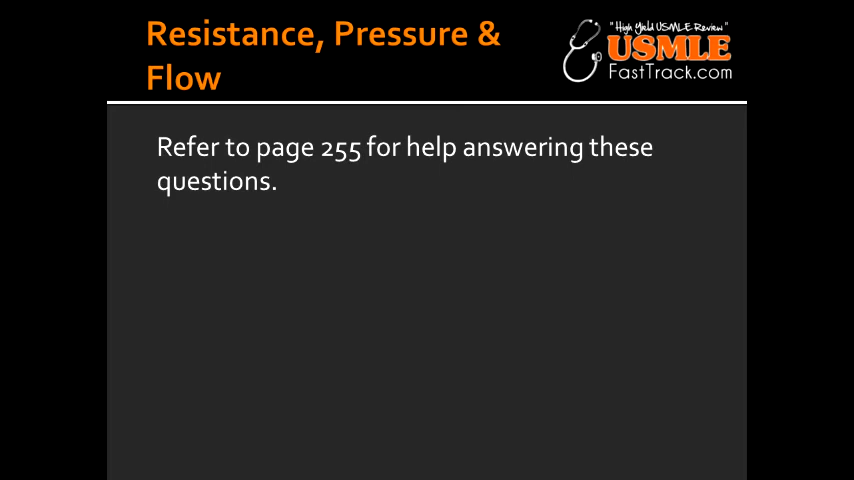 Resistance, Pressure &
Flow
"High Yield USMLE Review"
USMLE
FastTrack.com
Refer to page 255 for help answering these
questions.